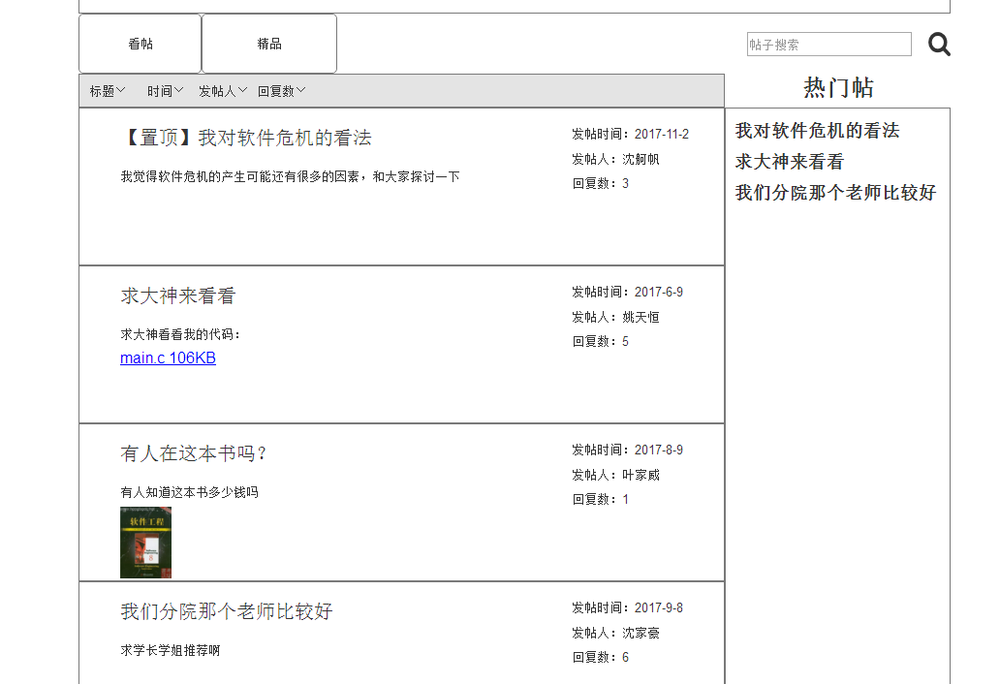 看帖
精品
帖子搜索
标题 时间 发帖人 回复数
热门帖
【置顶】我对软件危机的看法
我觉得软件危机的产生可能还有很多的因素，和大家探讨一下
发帖时间：2017-11-2
发帖人：沈舸帆
回复数：3
求大神来看看
求大神看看我的代码：
main.c 106KB
发帖时间：2017-6-9
发帖人：姚天恒
回复数：5
有人在这本书吗？
有人知道这本书多少钱吗
软件工程
发帖时间：2017-8-9
发帖人：叶家威
回复数：1
我们分院那个老师比较好
求学长学姐推荐啊
发帖时间：2017-9-8
发帖人：沈家豪
回复数：6
我对软件危机的看法
求大神来看看
我们分院那个老师比较好